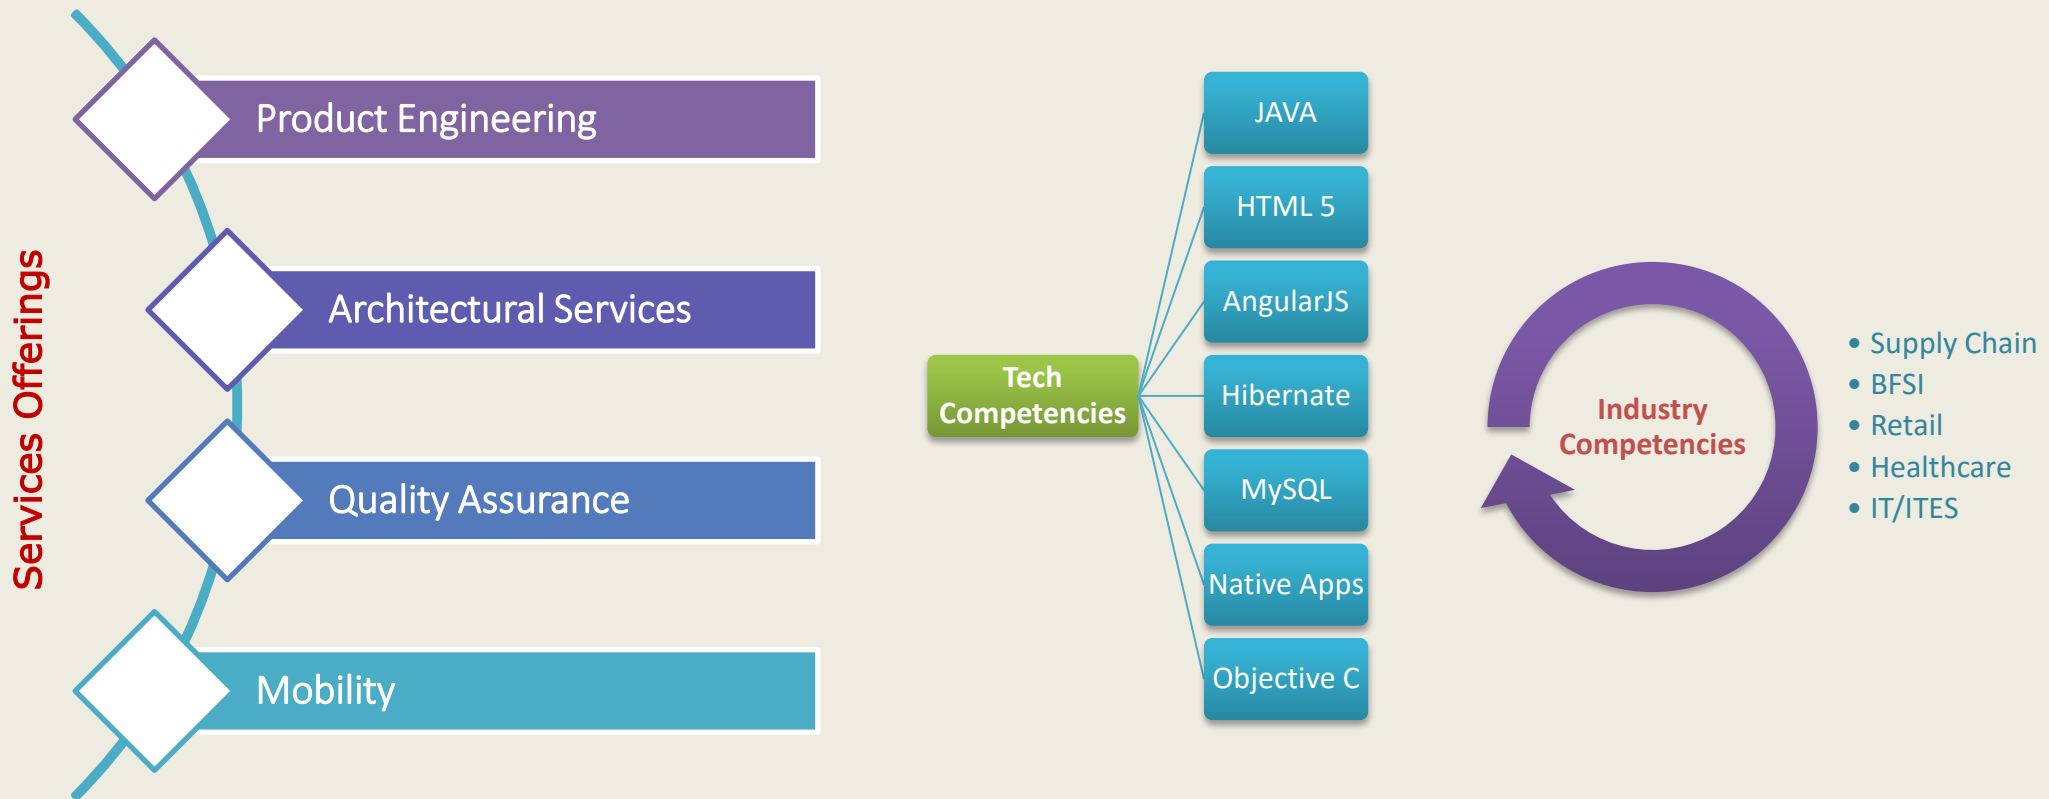 Services Offerings
Product Engineering
Architectural Services
Quality Assurance
Mobility
Tech
Competencies
JAVA
HTML 5
AngularJS
Hibernate
MySQL
Native Apps
Objective C
Industry
Competencies
• Supply Chain
• BFSI
• Retail
• Healthcare
• IT/ITES